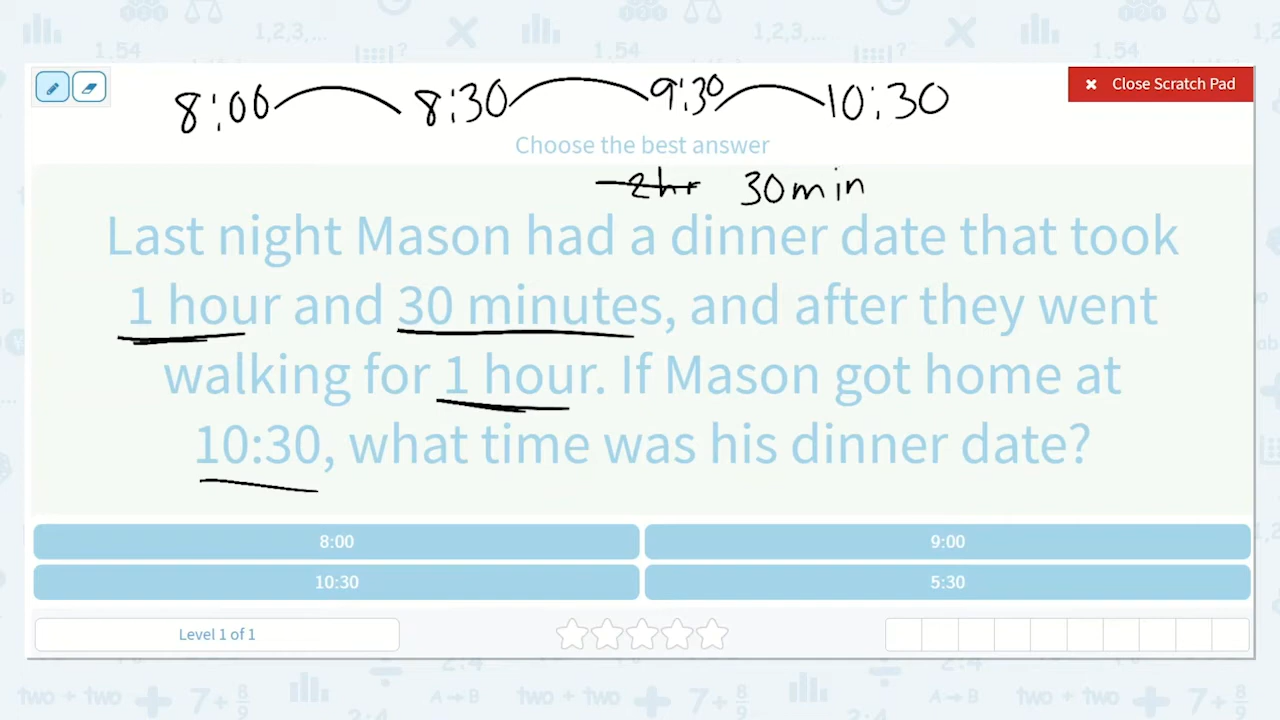 8:00 8:30 9:30 10:30
Close Scratch Pad
Choose the best answer
2hr 30min
Last night Mason had a dinner date that took
1 hour and 30 minutes, and after they went
walking for 1 hour. If Mason got home at
10:30, what time was his dinner date?
8:00
9:00
10:30
5:30
Level 1 of 1